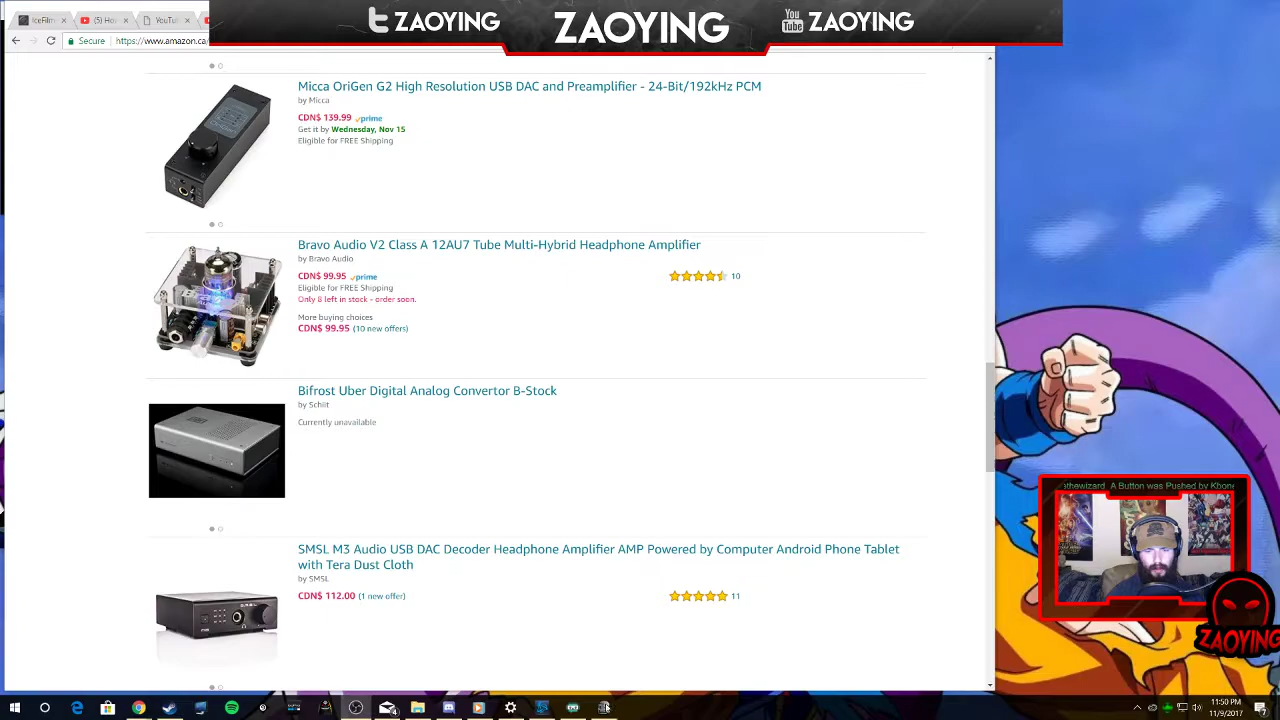 ZAOYING
ZAOYING
You Tube ZAOYING
IceFilm
(5) Hov
YouTube
Secure
https://www.amazon.ca
Micca OriGen G2 High Resolution USB DAC and Preamplifier - 24-Bit/192kHz PCM
by Micca
CDN$ 139.99 prime
Get it by Wednesday, Nov 15
Eligible for FREE Shipping
Bravo Audio V2 Class A 12AU7 Tube Multi-Hybrid Headphone Amplifier
by Bravo Audio
CDN$ 99.95 prime
10
Eligible for FREE Shipping
Only 8 left in stock - order soon.
More buying choices
CDN$ 99.95 (10 new offers)
Bifrost Uber Digital Analog Convertor B-Stock
by Schiit
Currently unavailable
SMSL M3 Audio USB DAC Decoder Headphone Amplifier AMP Powered by Computer Android Phone Tablet
with Tera Dust Cloth
by SMSL
CDN$ 112.00 (1 new offer)
11
A Button was Pushed by
ZAOYING
11:50 PM
11/9/2017